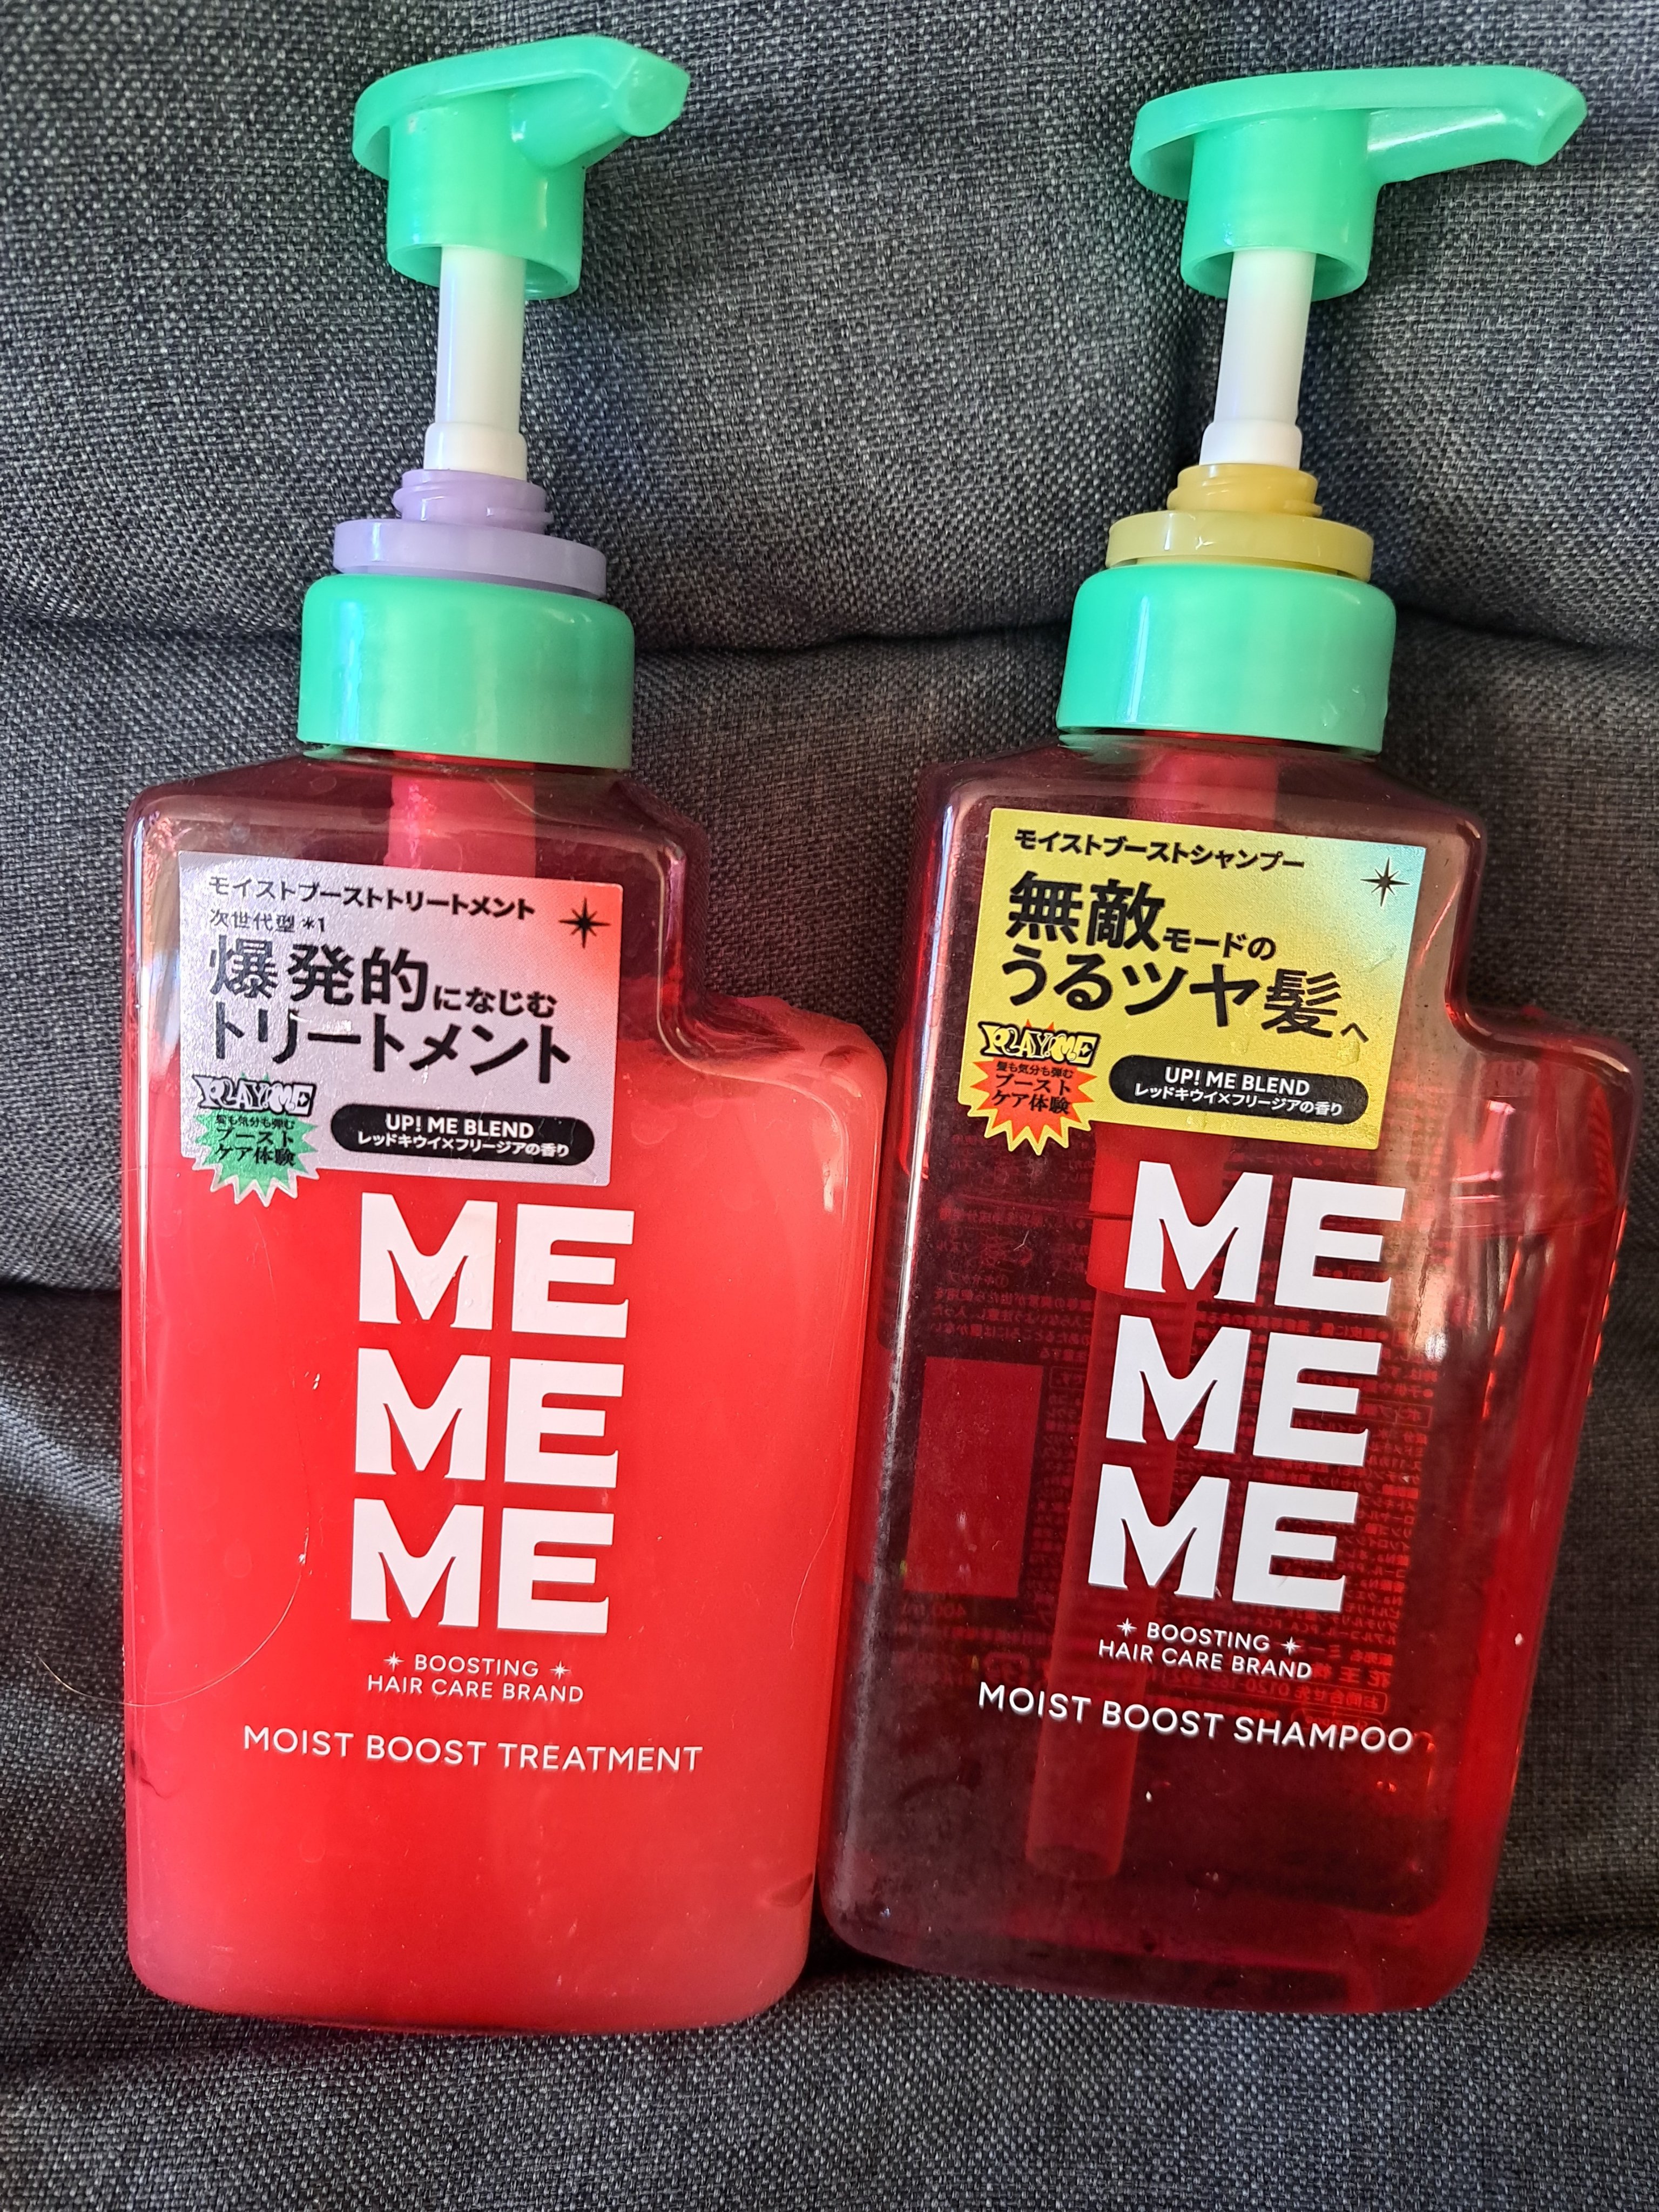 モイストブーストトリートメント
次世代型*1
爆発的になじむ
トリートメント
PLAY!ME
髪も気分も弾む
ブースト
ケア体験
UP! ME BLEND
レッドキウイ×フリージアの香り
ME
ME
ME
BOOSTING
HAIR CARE BRAND
MOIST BOOST TREATMENT
モイストブーストシャンプー
無敵モードの
うるツヤ髪へ
PLAY!ME
髪も気分も弾む
ブースト
ケア体験
UP! ME BLEND
レッドキウイ×フリージアの香り
ME
ME
ME
BOOSTING
HAIR CARE BRAND
MOIST BOOST SHAMPOO